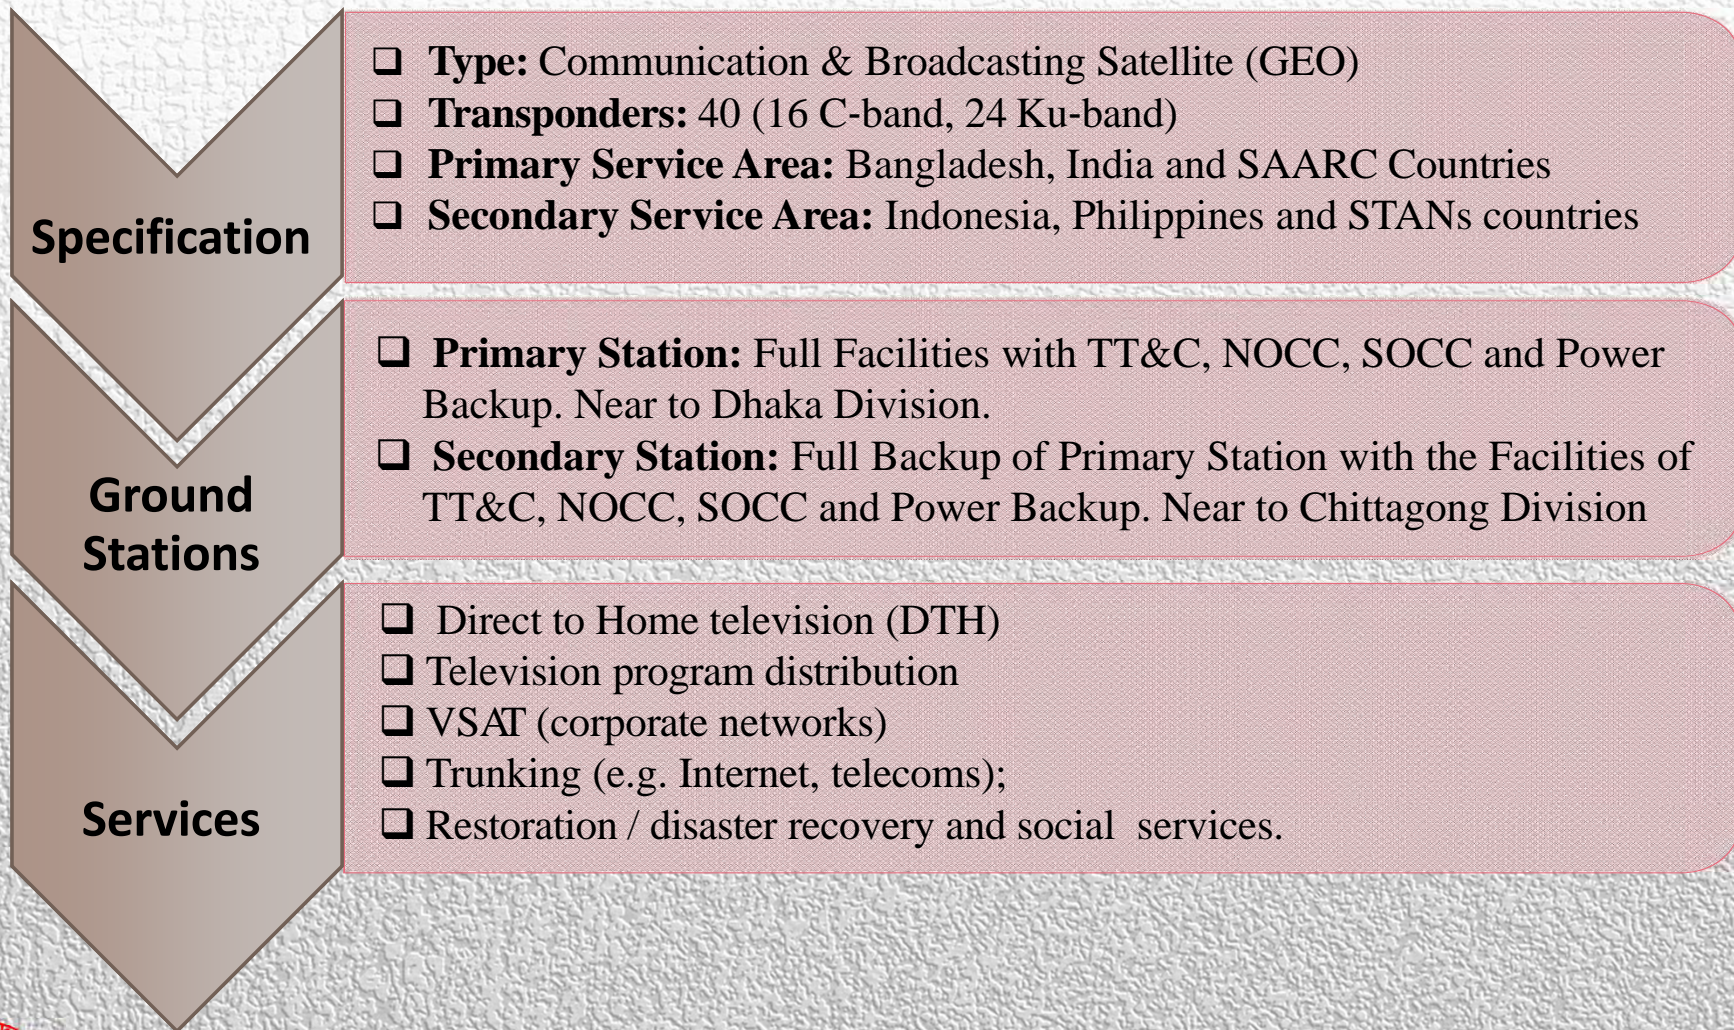 Specification
Type: Communication & Broadcasting Satellite (GEO)
Transponders: 40 (16 C-band, 24 Ku-band)
Primary Service Area: Bangladesh, India and SAARC Countries
Secondary Service Area: Indonesia, Philippines and STANs countries
Ground
Stations
Primary Station: Full Facilities with TT&C, NOCC, SOCC and Power
Backup. Near to Dhaka Division.
Secondary Station: Full Backup of Primary Station with the Facilities of
TT&C, NOCC, SOCC and Power Backup. Near to Chittagong Division
Services
Direct to Home television (DTH)
Television program distribution
VSAT (corporate networks)
Trunking (e.g. Internet, telecoms);
Restoration / disaster recovery and social  services.